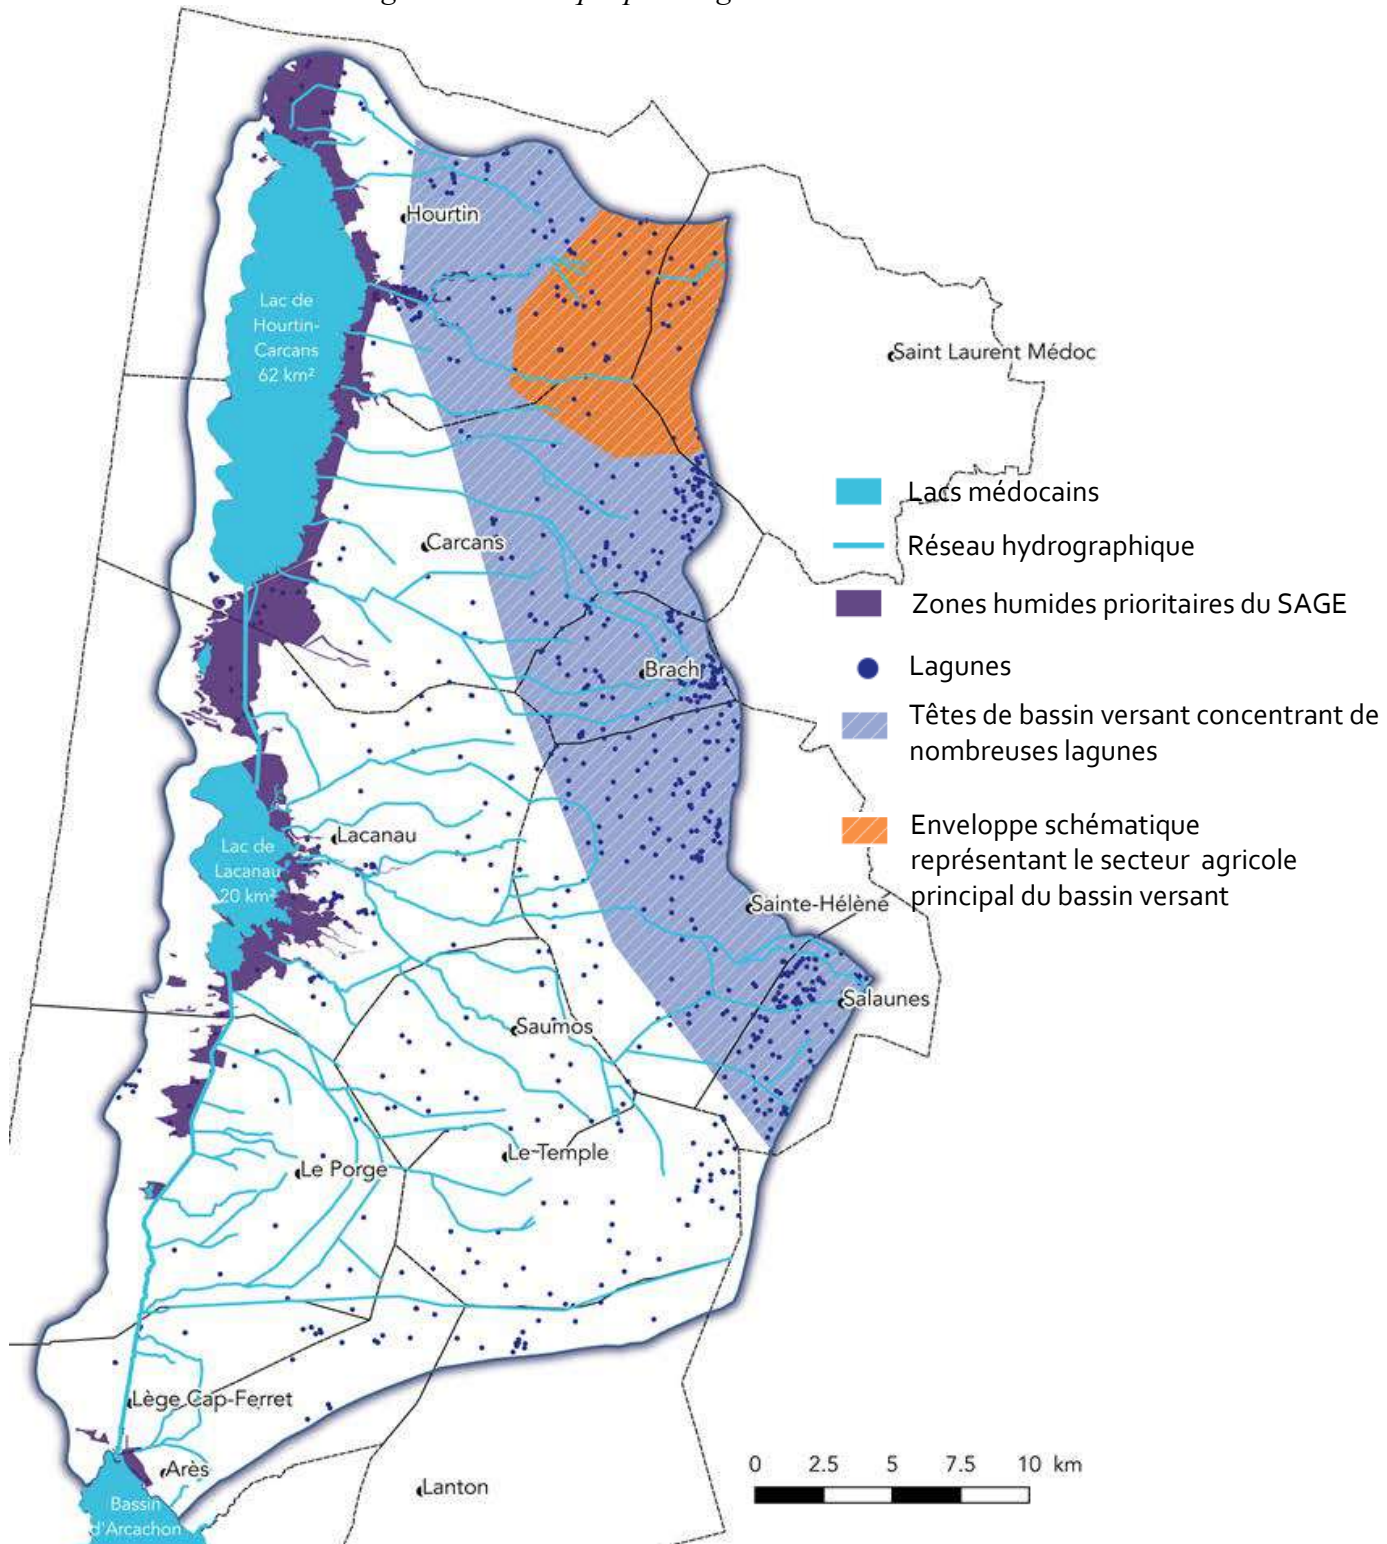 Hourtin
Lac de
Hourtin-
Carcans
62 km²
Saint Laurent Médoc
Lacs médocains
Réseau hydrographique
Zones humides prioritaires du SAGE
Lagunes
Têtes de bassin versant concentrant de
nombreuses lagunes
Enveloppe schématique
représentant le secteur agricole
principal du bassin versant
Carcans
Brach
Lacanau
Lac de
Lacanau
20 km²
Sainte-Hélène
Salaunes
Saumos
Le Temple
Le Porge
Lège Cap-Ferret
Arès
Lanton
Bassin
d'Arcachon
0 2.5 5 7.5 10 km